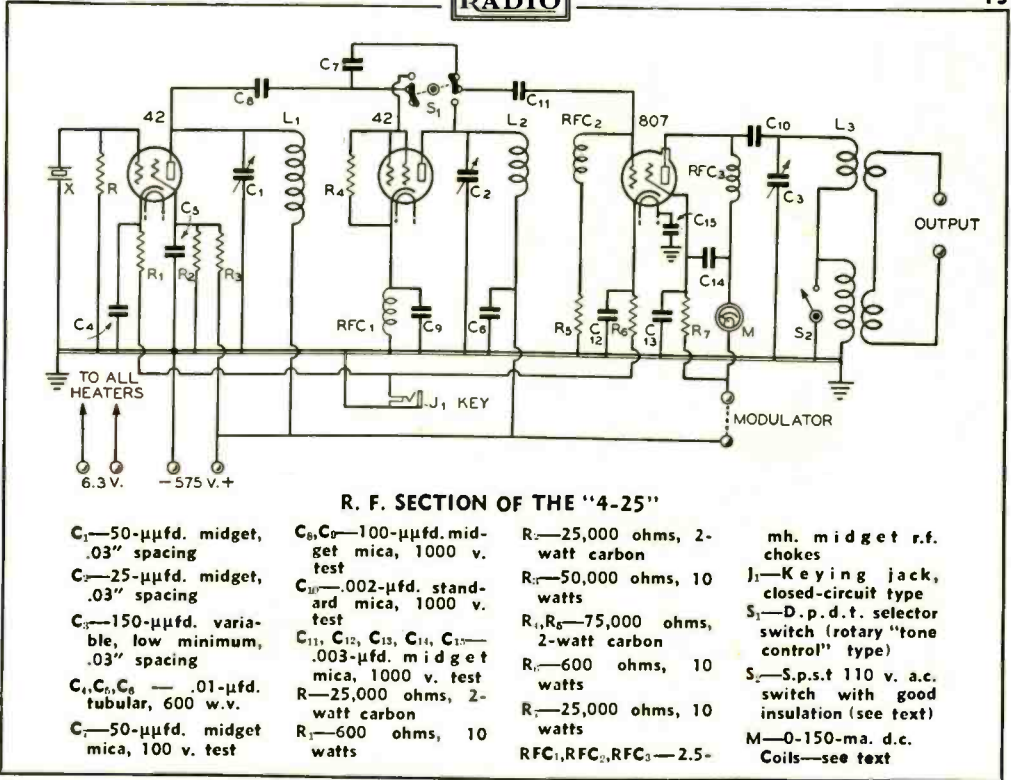 RADIO
C7
C8
S1
C11
42
L1
42
L2
RFC2
807
C10
L3
X
R
C1
R4
C2
RFC3
C3
C5
C15
OUTPUT
R1
R2
R3
C14
C4
RFC1
C9
C6
R5
C12
R6
C13
R7
M
S2
TO ALL
HEATERS
J1 KEY
MODULATOR
6.3 V.
−575 V.+
R. F. SECTION OF THE "4-25"
C1—50-μμfd. midget,
.03" spacing
C2—25-μμfd. midget,
.03" spacing
C3—150-μμfd. varia-
ble, low minimum,
.03" spacing
C4,C5,C6 — .01-μfd.
tubular, 600 w.v.
C7—50-μμfd. midget
mica, 100 v. test
C8,C9—100-μμfd. mid-
get mica, 1000 v.
test
C10—.002-μfd. stand-
ard mica, 1000 v.
test
C11, C12, C13, C14, C15—
.003-μfd. midget
mica, 1000 v. test
R—25,000 ohms, 2-
watt carbon
R1—600 ohms, 10
watts
R2—25,000 ohms, 2-
watt carbon
R3—50,000 ohms, 10
watts
R4,R5—75,000 ohms,
2-watt carbon
R6—600 ohms, 10
watts
R7—25,000 ohms, 10
watts
RFC1,RFC2,RFC3—2.5-
mh. midget r.f.
chokes
J1—Keying jack,
closed-circuit type
S1—D.p.d.t. selector
switch (rotary "tone
control" type)
S2—S.p.s.t 110 v. a.c.
switch with good
insulation (see text)
M—0-150-ma. d.c.
Coils—see text